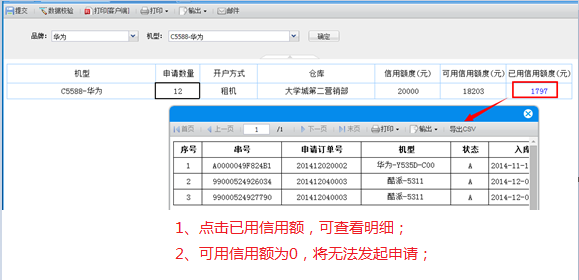 提交 数据校验 打印[客户端] 打印 输出 邮件
品牌： 华为 机型： C5588-华为 确定
机型 申请数量 开户方式 仓库 信用额度(元) 可用信用额度(元) 已用信用额度(元)
C5588-华为 12 租机 大学城第二营销部 20000 18203 1797
首页 上一页 1 /1 下一页 末页 打印 输出 导出CSV
序号 串号 申请订单号 机型 状态 入库
1 A0000049F824B1 201412020002 华为-Y535D-C00 A 2014-11-1
2 99000524926034 201412040003 酷派-5311 A 2014-12-0
3 99000524927790 201412040003 酷派-5311 A 2014-12-0
1、点击已用信用额，可查看明细；
2、可用信用额为0，将无法发起申请；